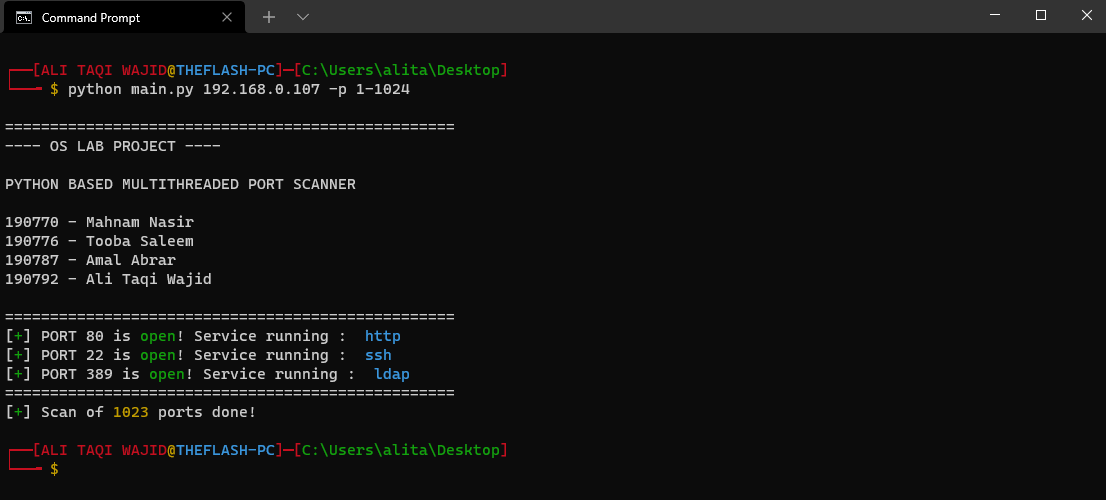 Command Prompt
[ALI TAQI WAJID@THEFLASH-PC]-[C:\Users\alita\Desktop]
$ python main.py 192.168.0.107 -p 1-1024
==================================================
---- OS LAB PROJECT ----
PYTHON BASED MULTITHREADED PORT SCANNER
190770 - Mahnam Nasir
190776 - Tooba Saleem
190787 - Amal Abrar
190792 - Ali Taqi Wajid
==================================================
[+] PORT 80 is open! Service running :  http
[+] PORT 22 is open! Service running :  ssh
[+] PORT 389 is open! Service running :  ldap
==================================================
[+] Scan of 1023 ports done!
[ALI TAQI WAJID@THEFLASH-PC]-[C:\Users\alita\Desktop]
$